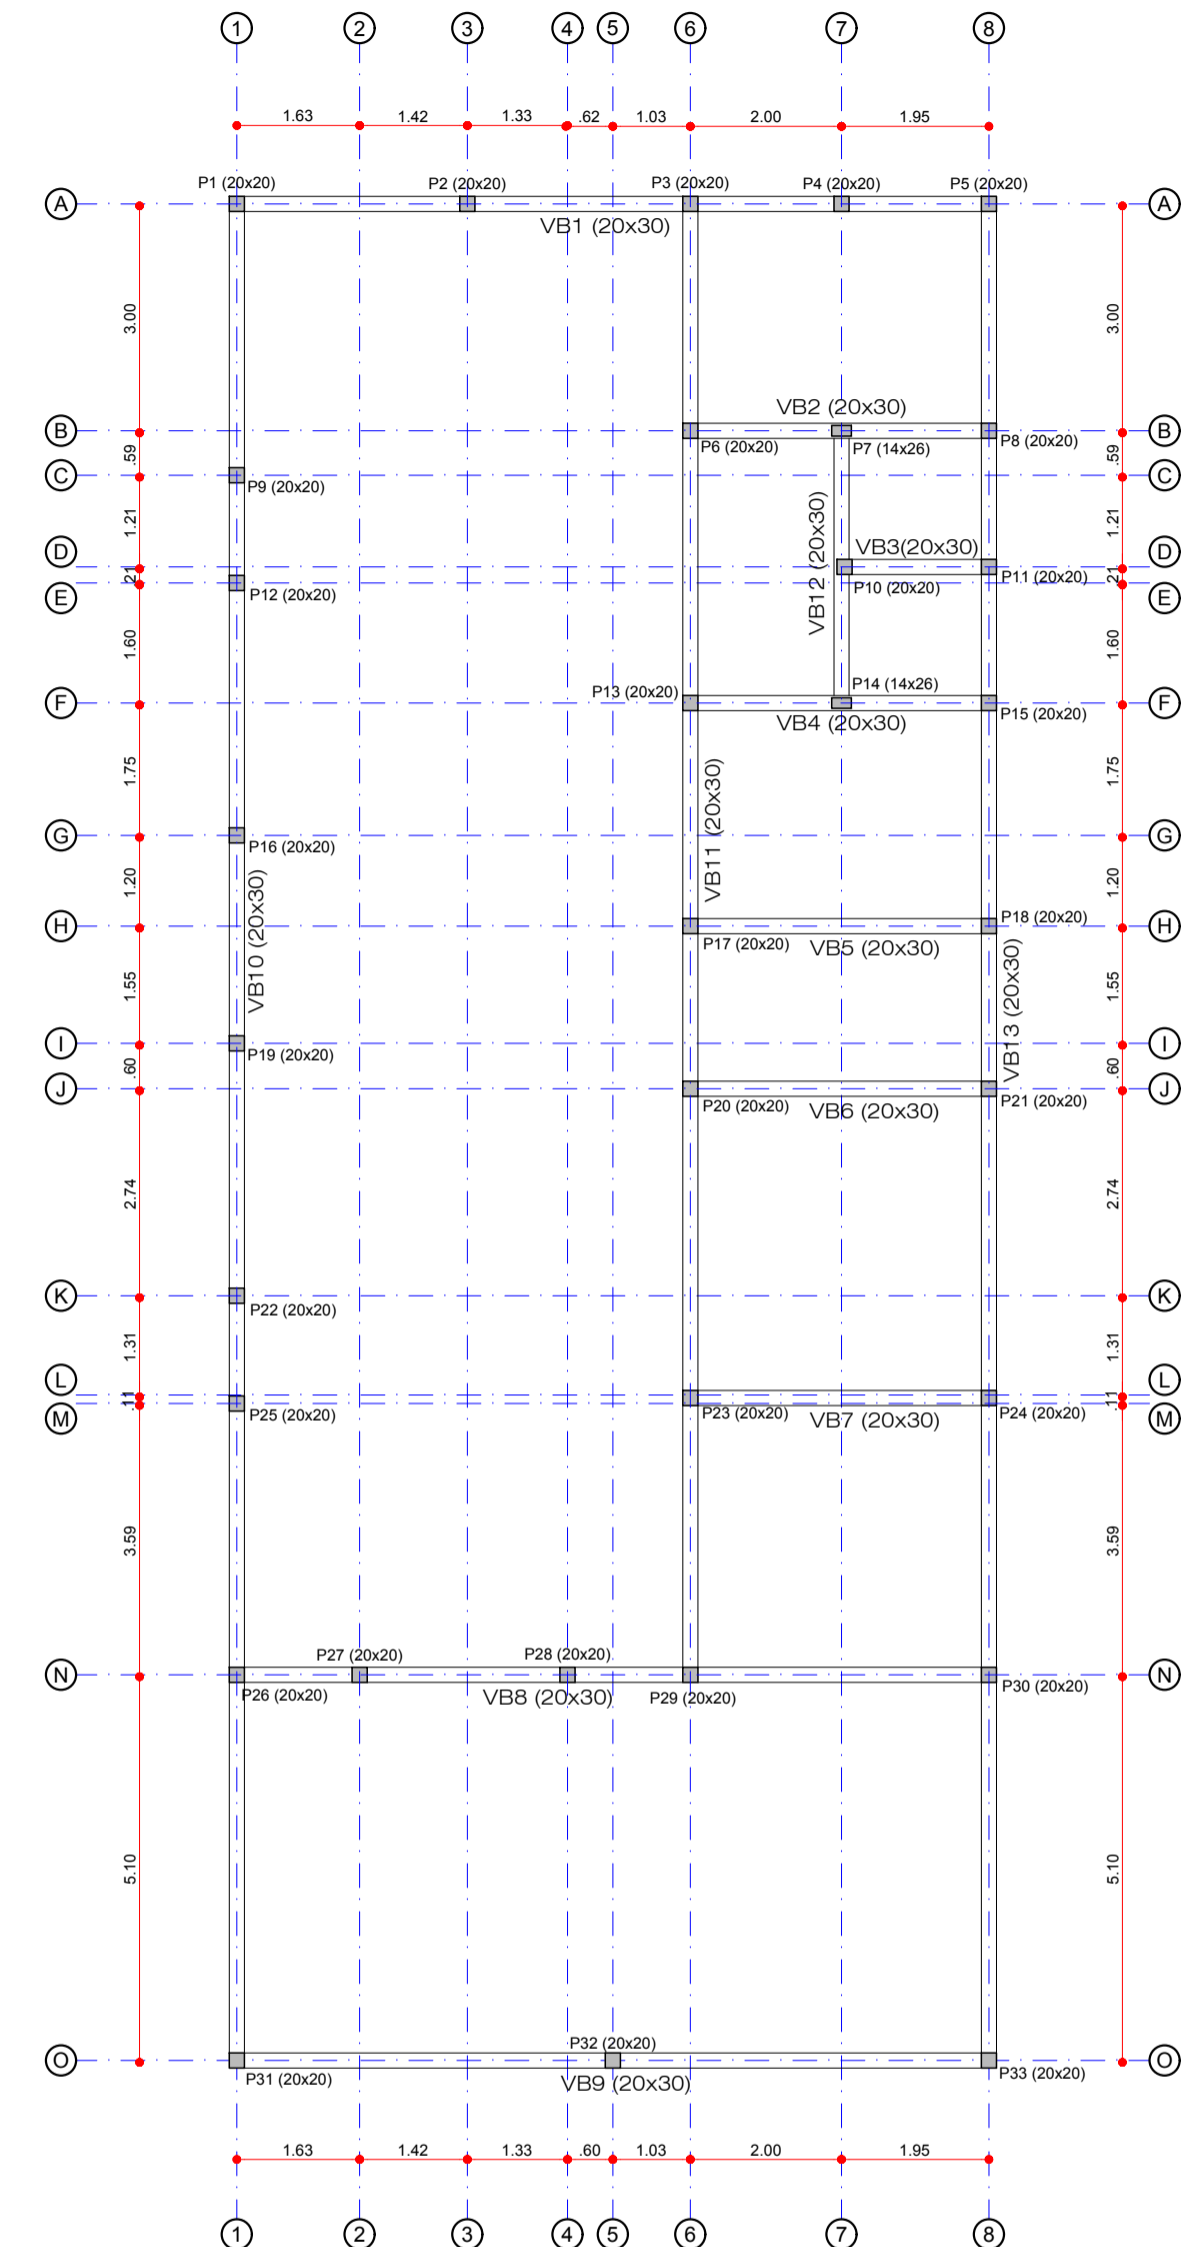 1 2 3 4 5 6 7 8
1.63 1.42 1.33 .62 1.03 2.00 1.95
P1 (20x20) P2 (20x20) P3 (20x20) P4 (20x20) P5 (20x20)
A A
VB1 (20x30)
3.00 3.00
VB2 (20x30)
B B
P6 (20x20) P7 (14x26) P8 (20x20)
.59 .59
C C
P9 (20x20)
1.21 1.21
VB12 (20x30)
VB3(20x30)
D D
P10 (20x20) P11 (20x20)
.21 .21
E E
P12 (20x20)
1.60 1.60
P13 (20x20) P14 (14x26)
F F
P15 (20x20)
VB4 (20x30)
1.75 1.75
VB11 (20x30)
G G
P16 (20x20)
1.20 1.20
VB10 (20x30)
P18 (20x20)
H H
P17 (20x20) VB5 (20x30)
1.55 1.55
VB13 (20x30)
I I
P19 (20x20)
.60 .60
J J
P20 (20x20) VB6 (20x30) P21 (20x20)
2.74 2.74
K K
P22 (20x20)
1.31 1.31
L L
.11 .11
M M
P23 (20x20) VB7 (20x30) P24 (20x20)
P25 (20x20)
3.59 3.59
P27 (20x20) P28 (20x20)
N N
P26 (20x20) VB8 (20x30) P29 (20x20) P30 (20x20)
5.10 5.10
P32 (20x20)
O O
P31 (20x20) VB9 (20x30) P33 (20x20)
1.63 1.42 1.33 .60 1.03 2.00 1.95
1 2 3 4 5 6 7 8